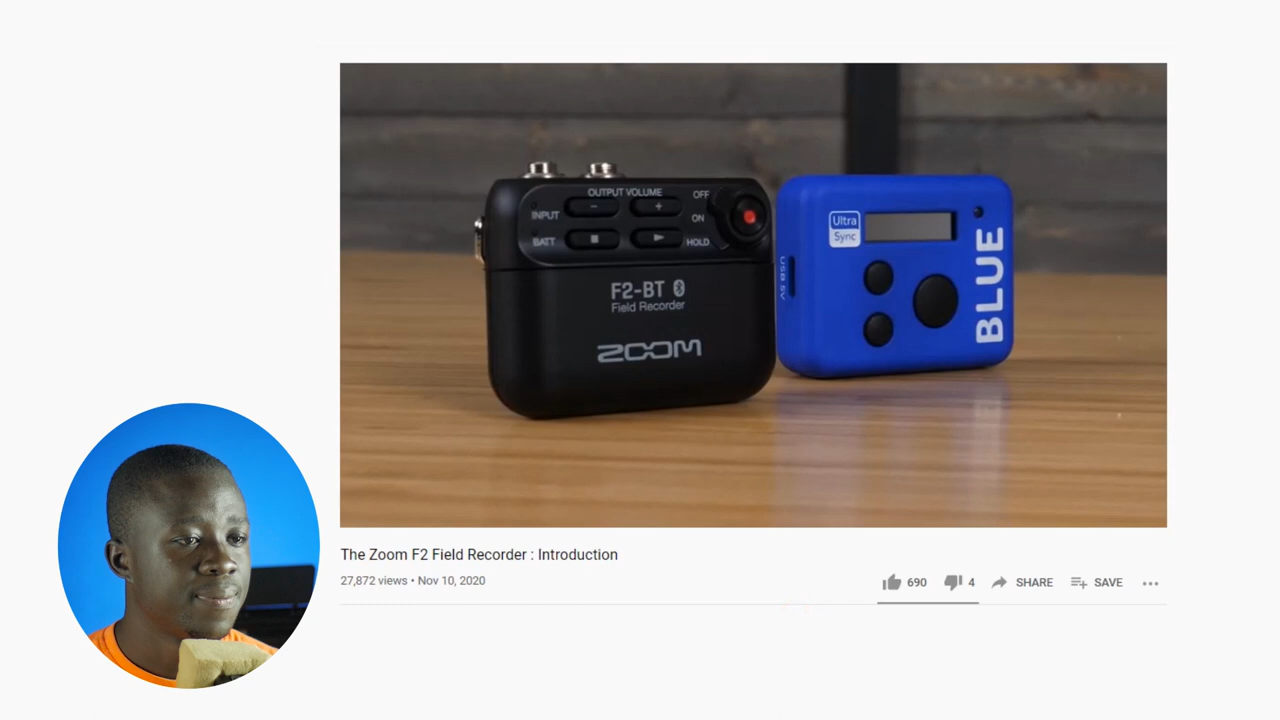 OUTPUT VOLUME
OFF
INPUT
− +
ON
BATT
HOLD
F2-BT
Field Recorder
ZOOM
Ultra
Sync
USB 5V
BLUE
The Zoom F2 Field Recorder : Introduction
27,872 views • Nov 10, 2020
690 4 SHARE SAVE